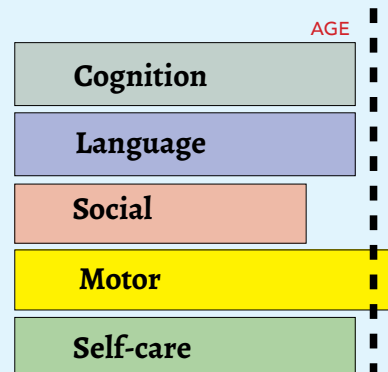 AGE
Cognition
Language
Social
Motor
Self-care